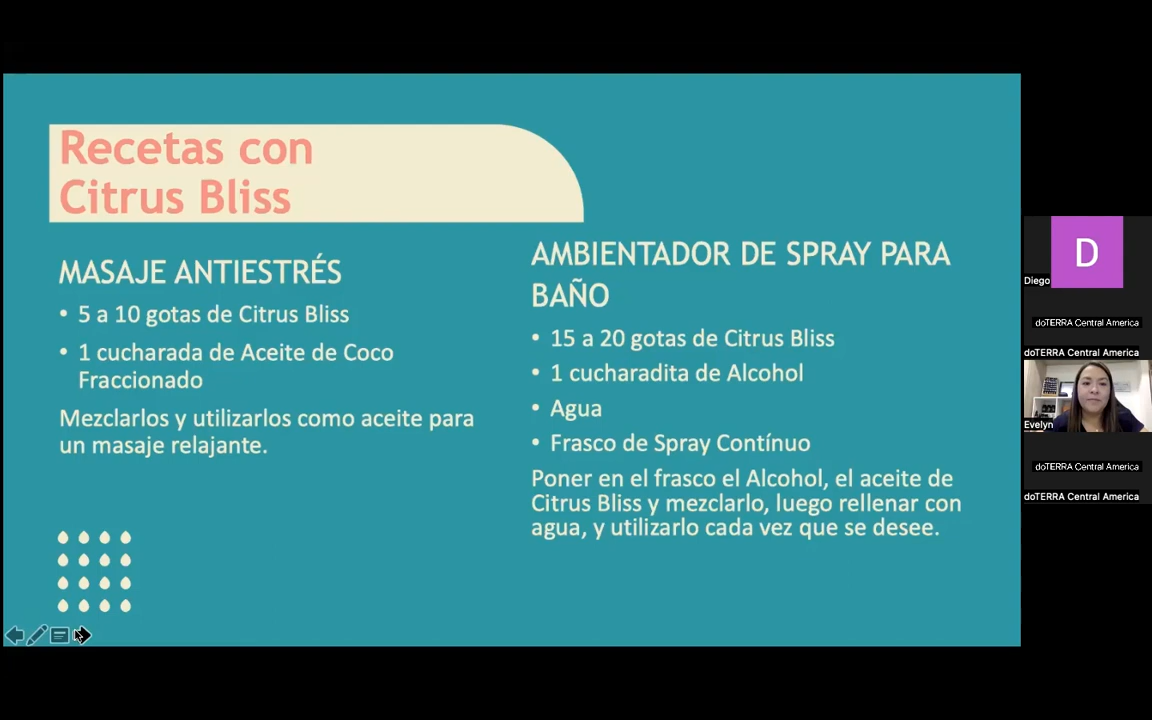 Recetas con
Citrus Bliss
MASAJE ANTIESTRÉS
• 5 a 10 gotas de Citrus Bliss
• 1 cucharada de Aceite de Coco
Fraccionado
Mezclarlos y utilizarlos como aceite para
un masaje relajante.
AMBIENTADOR DE SPRAY PARA
BAÑO
• 15 a 20 gotas de Citrus Bliss
• 1 cucharadita de Alcohol
• Agua
• Frasco de Spray Contínuo
Poner en el frasco el Alcohol, el aceite de
Citrus Bliss y mezclarlo, luego rellenar con
agua, y utilizarlo cada vez que se desee.
D
Diego
doTERRA Central America
doTERRA Central America
Evelyn
doTERRA Central America
doTERRA Central America